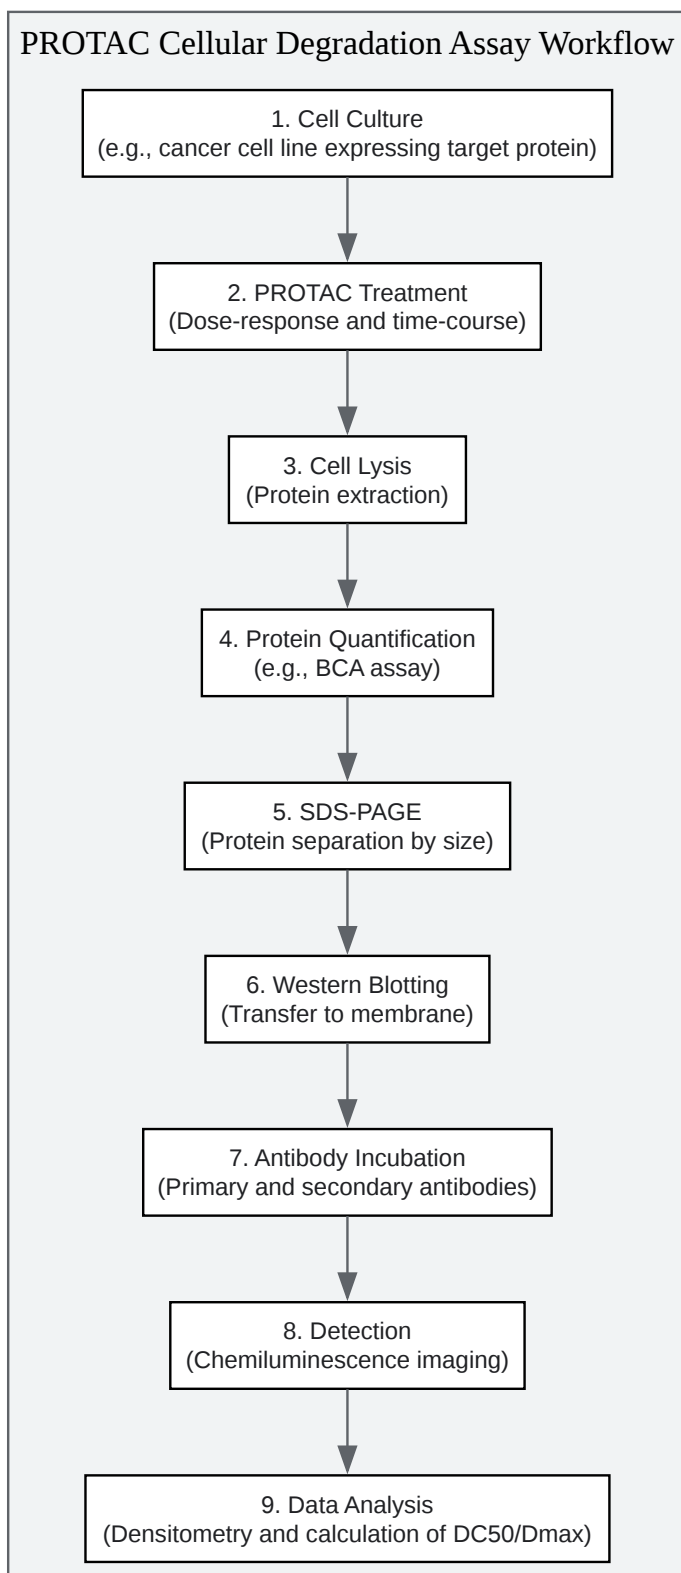 PROTAC Cellular Degradation Assay Workflow
1. Cell Culture
(e.g., cancer cell line expressing target protein)
2. PROTAC Treatment
(Dose-response and time-course)
3. Cell Lysis
(Protein extraction)
4. Protein Quantification
(e.g., BCA assay)
5. SDS-PAGE
(Protein separation by size)
6. Western Blotting
(Transfer to membrane)
7. Antibody Incubation
(Primary and secondary antibodies)
8. Detection
(Chemiluminescence imaging)
9. Data Analysis
(Densitometry and calculation of DC50/Dmax)